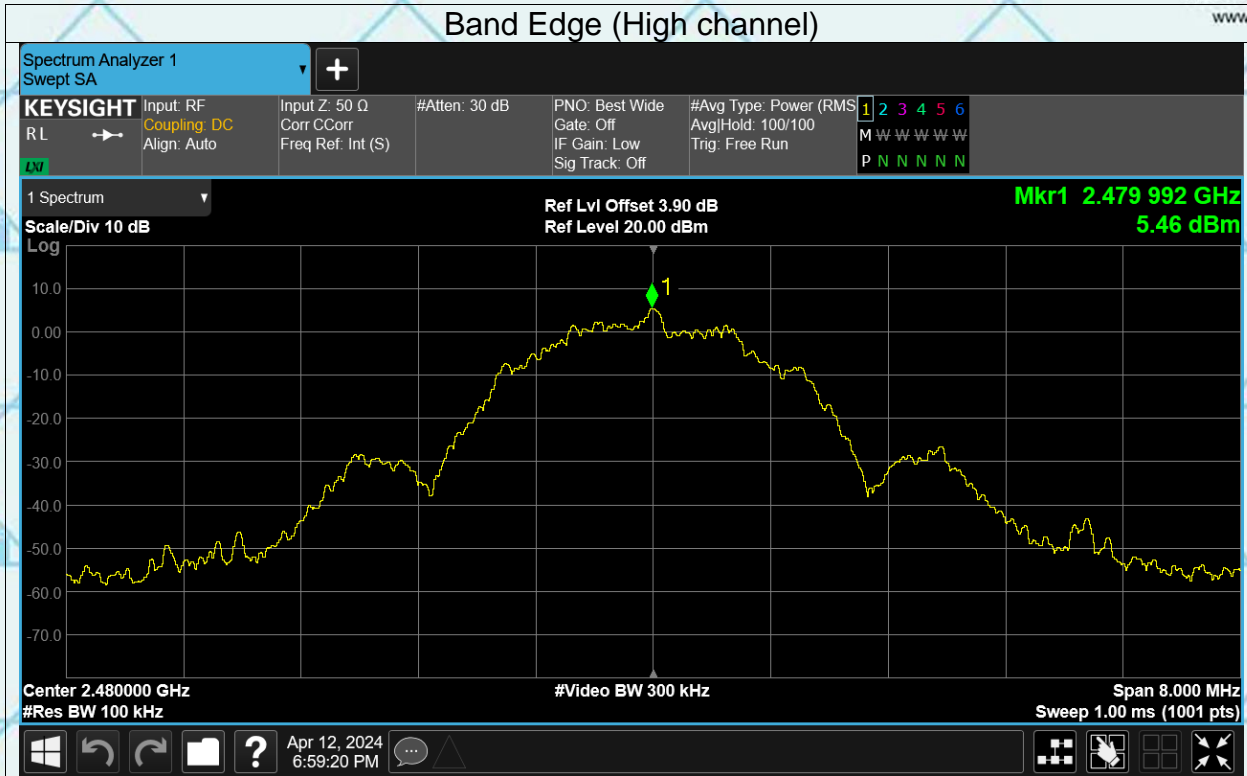 Band Edge (High channel)
www
Spectrum Analyzer 1
Swept SA
KEYSIGHT
R L
LXI
Input: RF
Coupling: DC
Align: Auto
Input Z: 50 Ω
Corr CCorr
Freq Ref: Int (S)
#Atten: 30 dB
PNO: Best Wide
Gate: Off
IF Gain: Low
Sig Track: Off
#Avg Type: Power (RMS
Avg|Hold: 100/100
Trig: Free Run
1 2 3 4 5 6
M W W W W W
P N N N N N
1 Spectrum
Scale/Div 10 dB
Ref Lvl Offset 3.90 dB
Ref Level 20.00 dBm
Mkr1 2.479 992 GHz
5.46 dBm
Log
1
10.0
0.00
-10.0
-20.0
-30.0
-40.0
-50.0
-60.0
-70.0
Center 2.480000 GHz
#Video BW 300 kHz
Span 8.000 MHz
#Res BW 100 kHz
Sweep 1.00 ms (1001 pts)
?
Apr 12, 2024
6:59:20 PM